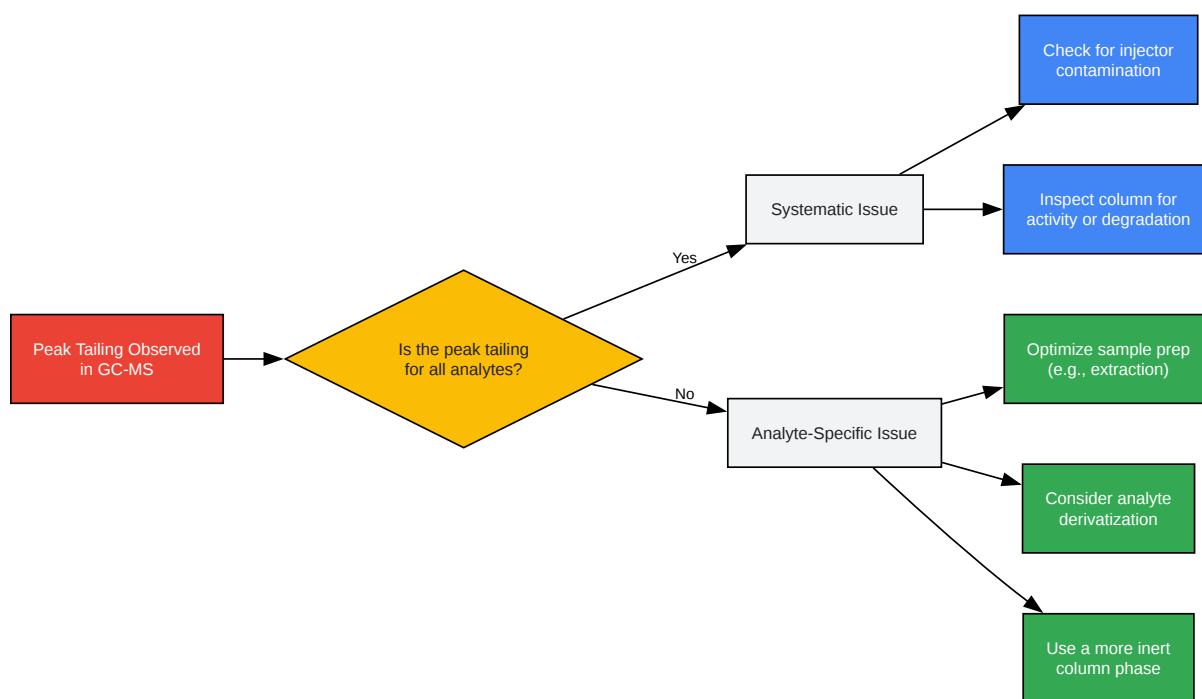 Peak Tailing Observed
in GC-MS
Is the peak tailing
for all analytes?
Yes
No
Systematic Issue
Analyte-Specific Issue
Check for injector
contamination
Inspect column for
activity or degradation
Optimize sample prep
(e.g., extraction)
Consider analyte
derivatization
Use a more inert
column phase